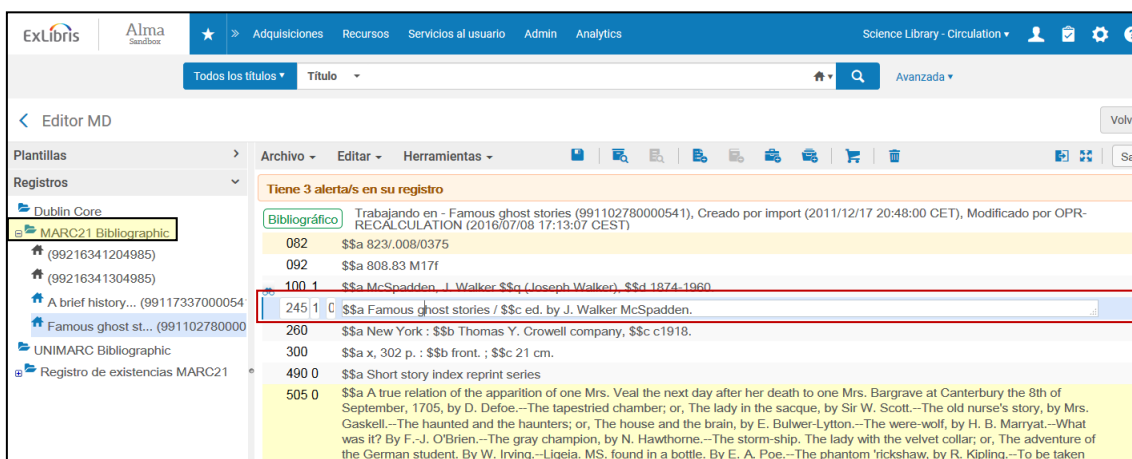 ExLibris Alma Sandbox » Adquisiciones Recursos Servicios al usuario Admin Analytics Science Library - Circulation ▾
Todos los títulos ▾ Título ▾ Avanzada ▾
Editor MD Volv
Plantillas > Archivo ▾ Editar ▾ Herramientas ▾ Sa
Registros
Tiene 3 alerta/s en su registro
Dublin Core
MARC21 Bibliographic
(99216341204985)
(99216341304985)
A brief history... (99117337000054
Famous ghost st... (991102780000
UNIMARC Bibliographic
Registro de existencias MARC21
Bibliográfico Trabajando en - Famous ghost stories (991102780000541), Creado por import (2011/12/17 20:48:00 CET), Modificado por OPR-
RECALCULATION (2016/07/08 17:13:07 CEST)
082 $$a 823/.008/0375
092 $$a 808.83 M17f
100 1 $$a McSpadden, J. Walker $$q (Joseph Walker), $$d 1874-1960
245 1 0 $$a Famous ghost stories / $$c ed. by J. Walker McSpadden.
260 $$a New York : $$b Thomas Y. Crowell company, $$c c1918.
300 $$a x, 302 p. : $$b front. ; $$c 21 cm.
490 0 $$a Short story index reprint series
505 0 $$a A true relation of the apparition of one Mrs. Veal the next day after her death to one Mrs. Bargrave at Canterbury the 8th of
September, 1705, by D. Defoe.--The tapestried chamber; or, The lady in the sacque, by Sir W. Scott.--The old nurse's story, by Mrs.
Gaskell.--The haunted and the haunters; or, The house and the brain, by E. Bulwer-Lytton.--The were-wolf, by H. B. Marryat.--What
was it? By F.-J. O'Brien.--The gray champion, by N. Hawthorne.--The storm-ship. The lady with the velvet collar; or, The adventure of
the German student. By W. Irving.--Ligeia. MS. found in a bottle. By E. A. Poe.--The phantom 'rickshaw, by R. Kipling.--To be taken